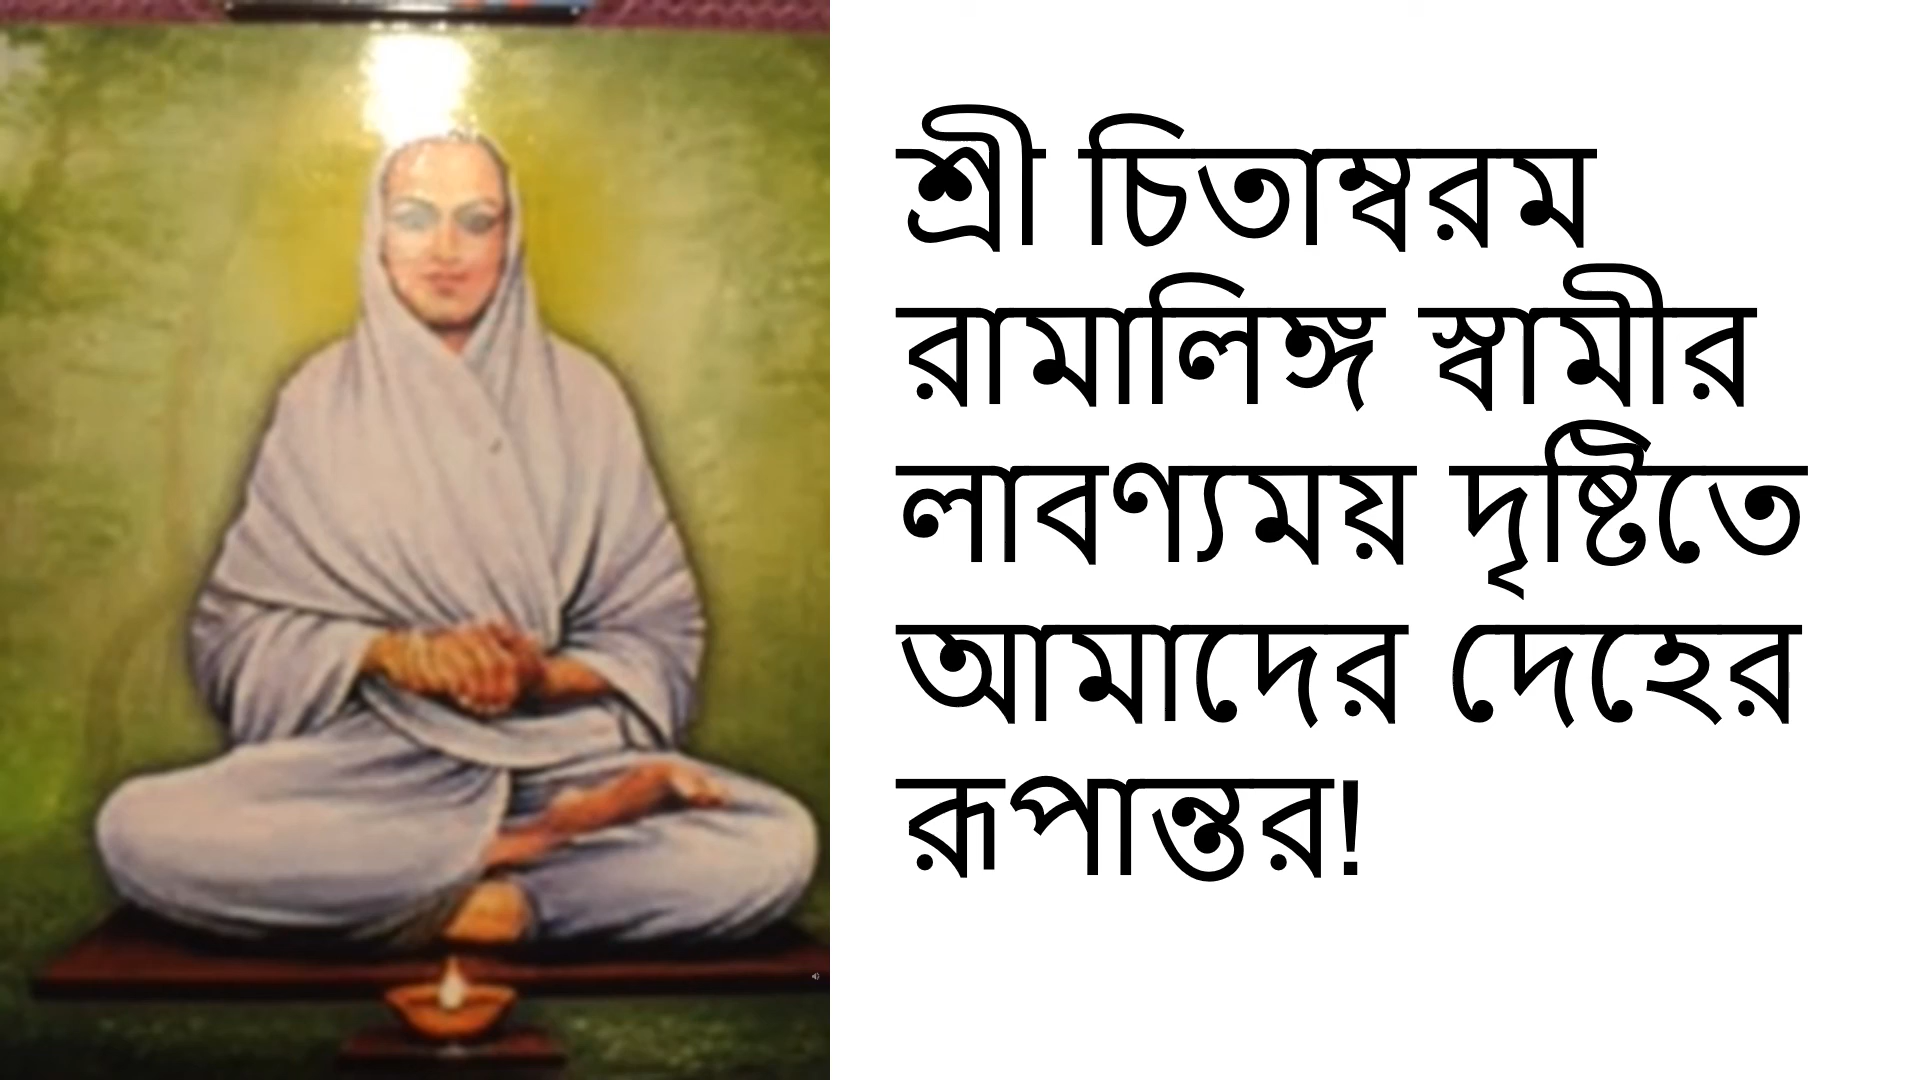 শ্রী চিতাম্বরম
রামালিঙ্গ স্বামীর
লাবণ্যময় দৃষ্টিতে
আমাদের দেহের
রূপান্তর!